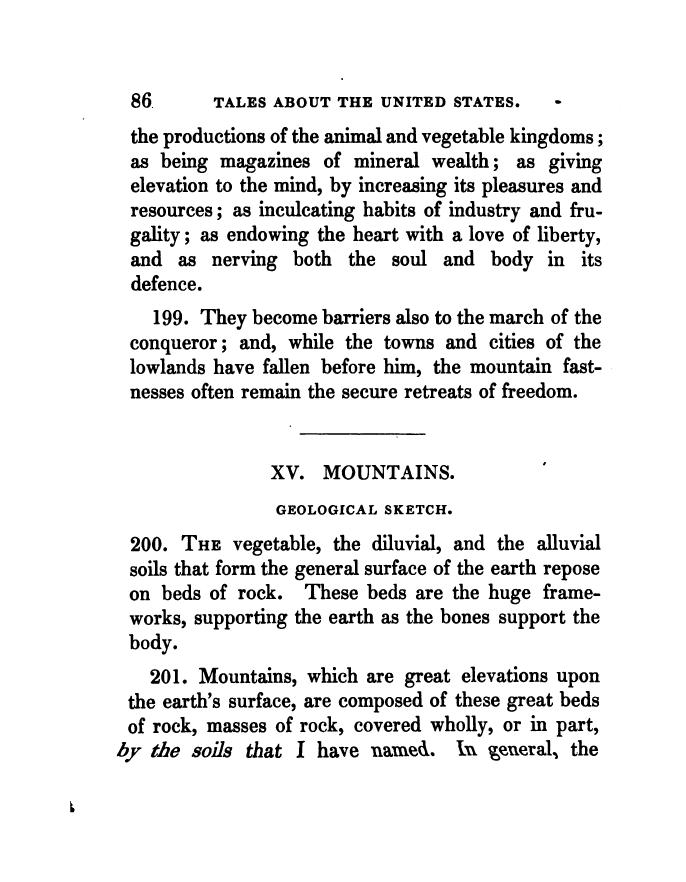 86 TALES ABOUT THE UNITED STATES.
the productions of the animal and vegetable kingdoms;
as being magazines of mineral wealth; as giving
elevation to the mind, by increasing its pleasures and
resources; as inculcating habits of industry and fru-
gality; as endowing the heart with a love of liberty,
and as nerving both the soul and body in its
defence.
199. They become barriers also to the march of the
conqueror; and, while the towns and cities of the
lowlands have fallen before him, the mountain fast-
nesses often remain the secure retreats of freedom.
XV. MOUNTAINS.
GEOLOGICAL SKETCH.
200. THE vegetable, the diluvial, and the alluvial
soils that form the general surface of the earth repose
on beds of rock. These beds are the huge frame-
works, supporting the earth as the bones support the
body.
201. Mountains, which are great elevations upon
the earth's surface, are composed of these great beds
of rock, masses of rock, covered wholly, or in part,
by the soils that I have named. In general, the